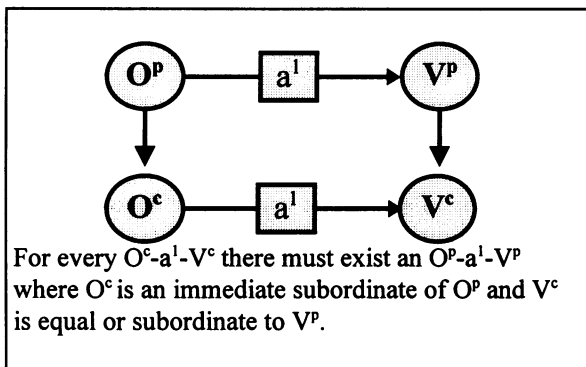 Oᵖ a¹ Vᵖ
Oᶜ a¹ Vᶜ
For every Oᶜ-a¹-Vᶜ there must exist an Oᵖ-a¹-Vᵖ
where Oᶜ is an immediate subordinate of Oᵖ and Vᶜ
is equal or subordinate to Vᵖ.